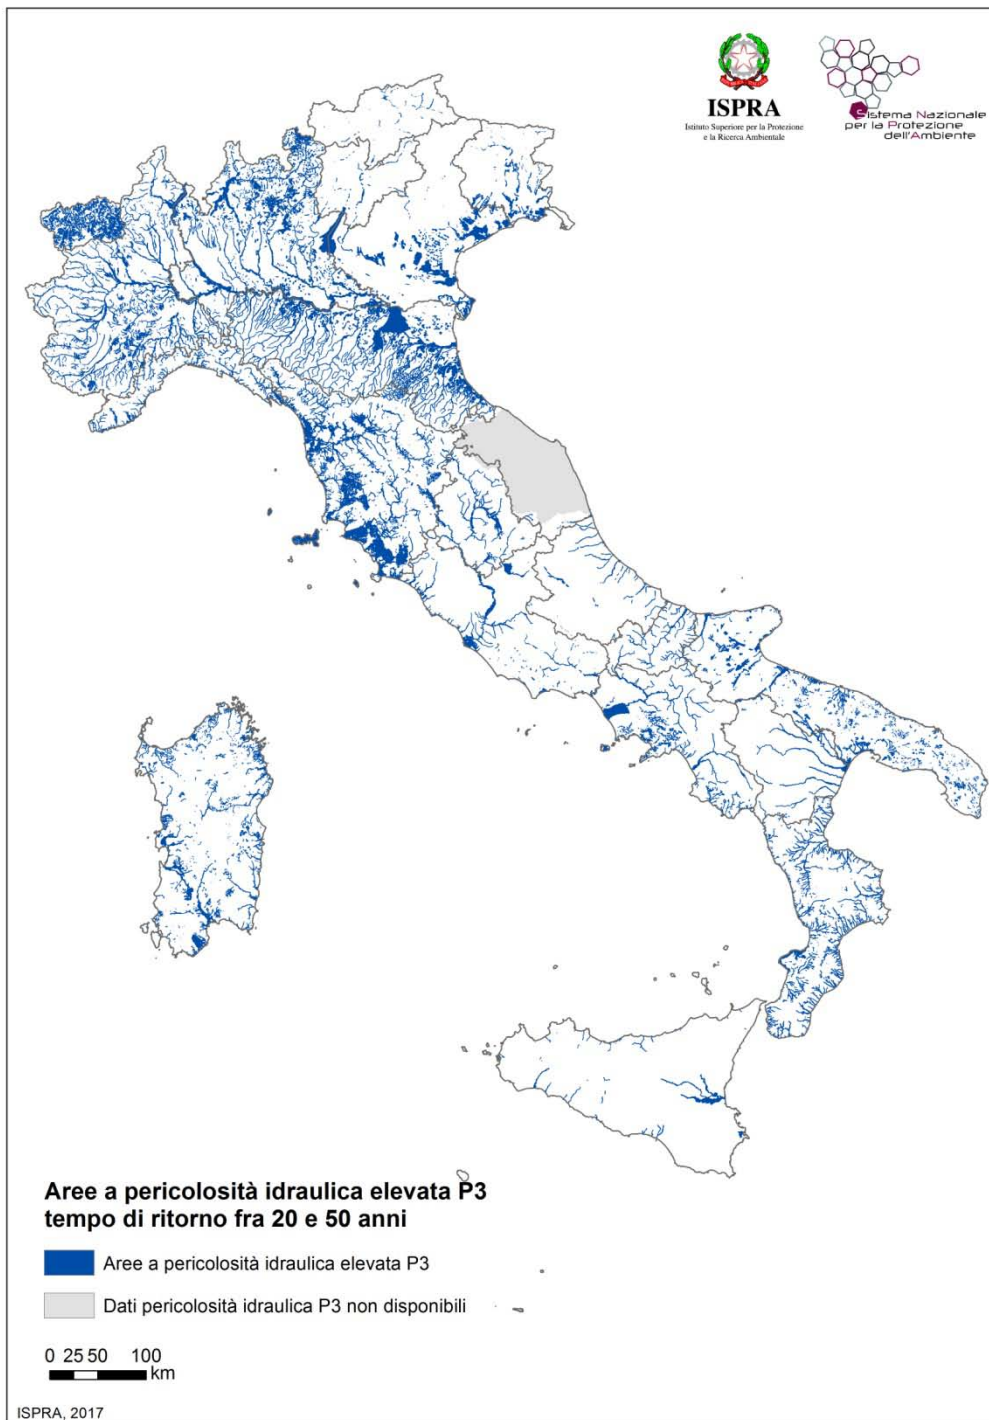 ISPRA
Istituto Superiore per la Protezione
e la Ricerca Ambientale
Sistema Nazionale
per la Protezione
dell'Ambiente
Aree a pericolosità idraulica elevata P3
tempo di ritorno fra 20 e 50 anni
Aree a pericolosità idraulica elevata P3
Dati pericolosità idraulica P3 non disponibili
0 25 50 100
km
ISPRA, 2017